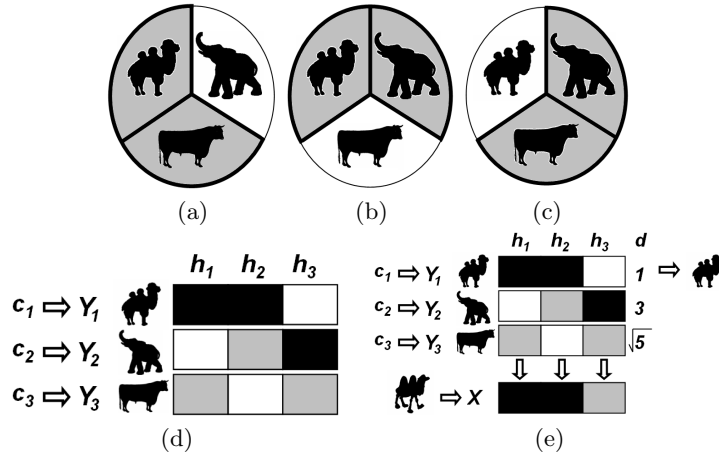 (a) (b) (c)
h1 h2 h3
c1 ⇒ Y1
c2 ⇒ Y2
c3 ⇒ Y3
(d)
h1 h2 h3 d
c1 ⇒ Y1 1 ⇒
c2 ⇒ Y2 3
c3 ⇒ Y3 √5
⇒ X
(e)